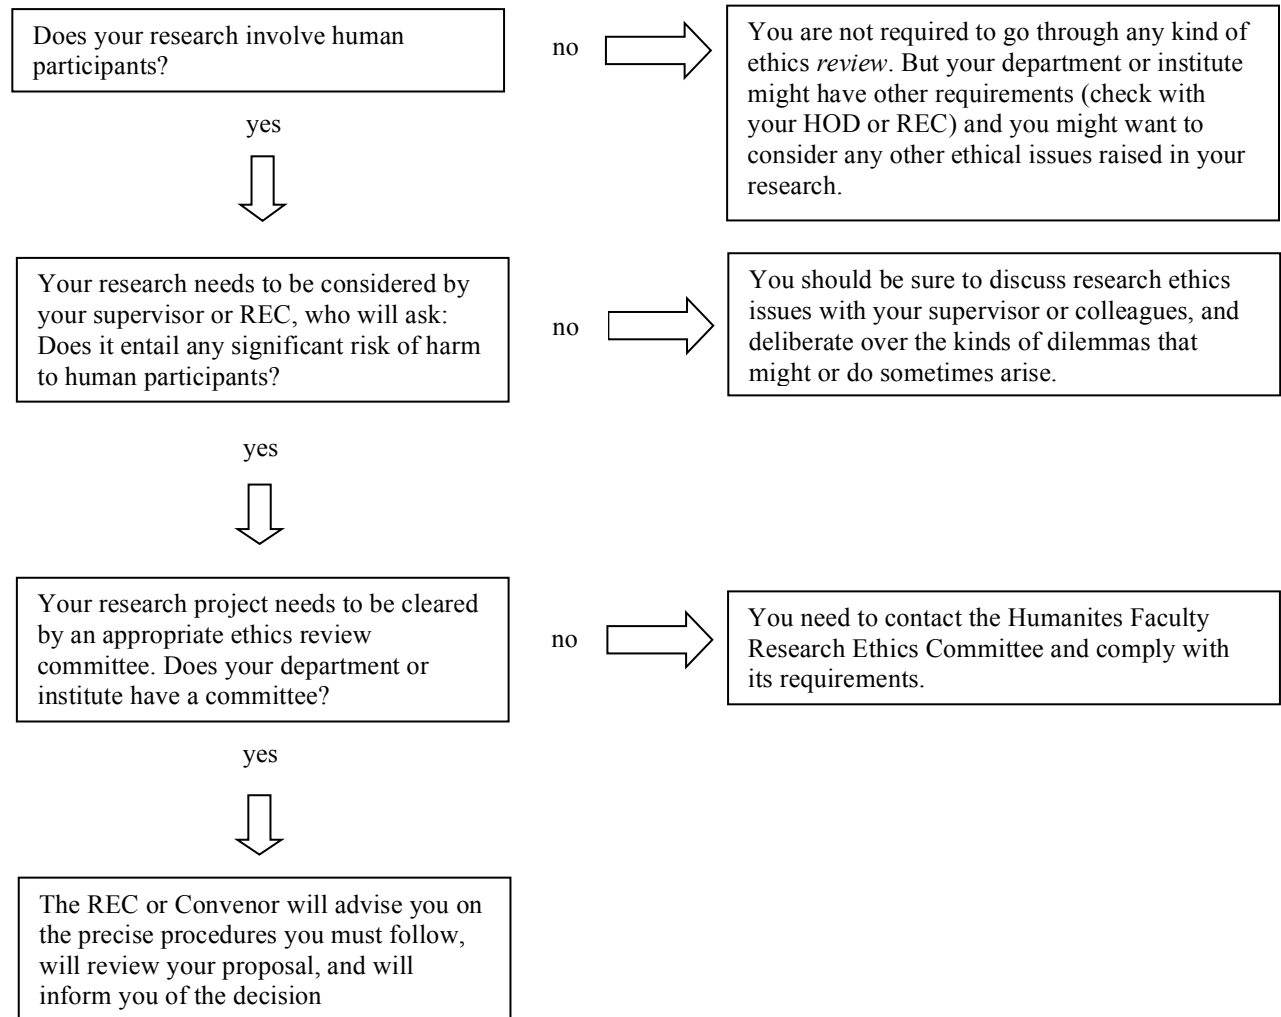 Does your research involve human
participants?
no
You are not required to go through any kind of
ethics review. But your department or institute
might have other requirements (check with
your HOD or REC) and you might want to
consider any other ethical issues raised in your
research.
yes
Your research needs to be considered by
your supervisor or REC, who will ask:
Does it entail any significant risk of harm
to human participants?
no
You should be sure to discuss research ethics
issues with your supervisor or colleagues, and
deliberate over the kinds of dilemmas that
might or do sometimes arise.
yes
Your research project needs to be cleared
by an appropriate ethics review
committee. Does your department or
institute have a committee?
no
You need to contact the Humanites Faculty
Research Ethics Committee and comply with
its requirements.
yes
The REC or Convenor will advise you on
the precise procedures you must follow,
will review your proposal, and will
inform you of the decision